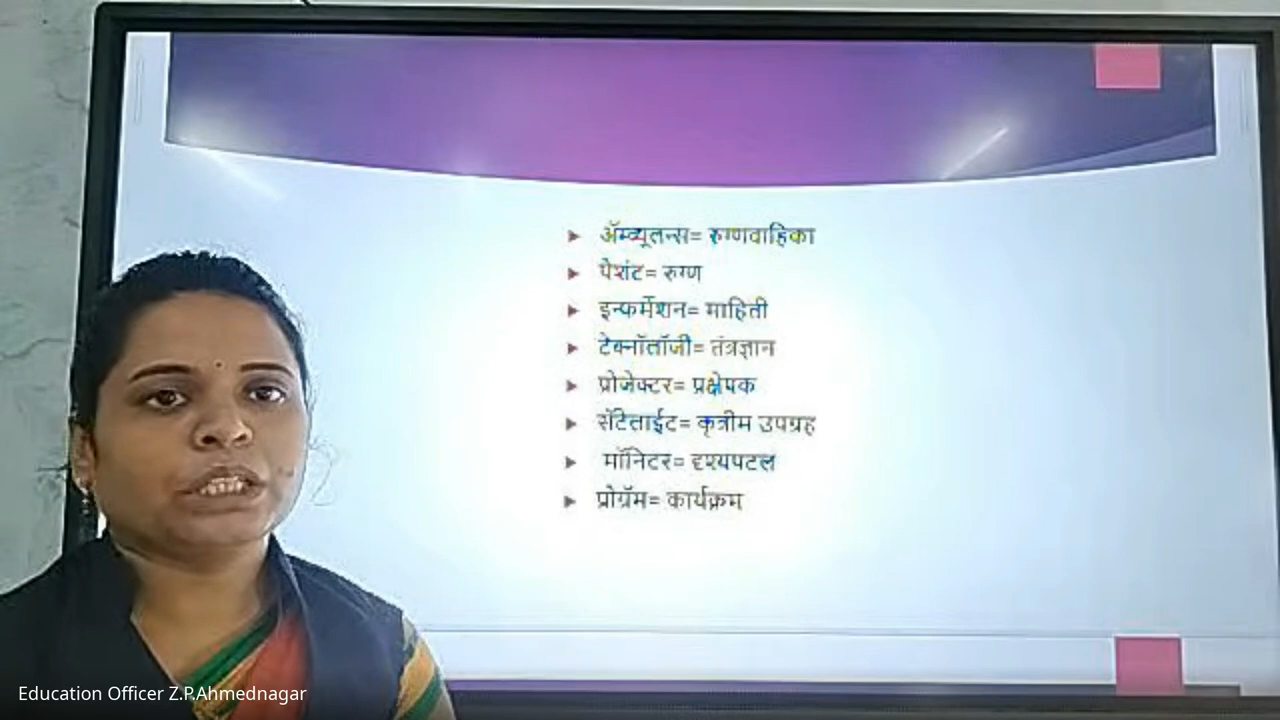 ॲम्ब्यूलन्स= रुग्णवाहिका
पेशंट= रुग्ण
इन्फर्मेशन= माहिती
टेक्नॉलॉजी= तंत्रज्ञान
प्रोजेक्टर= प्रक्षेपक
सॅटेलाईट= कृत्रीम उपग्रह
मॉनिटर= दृश्यपटल
प्रोग्रॅम= कार्यक्रम
Education Officer Z.P.Ahmednagar